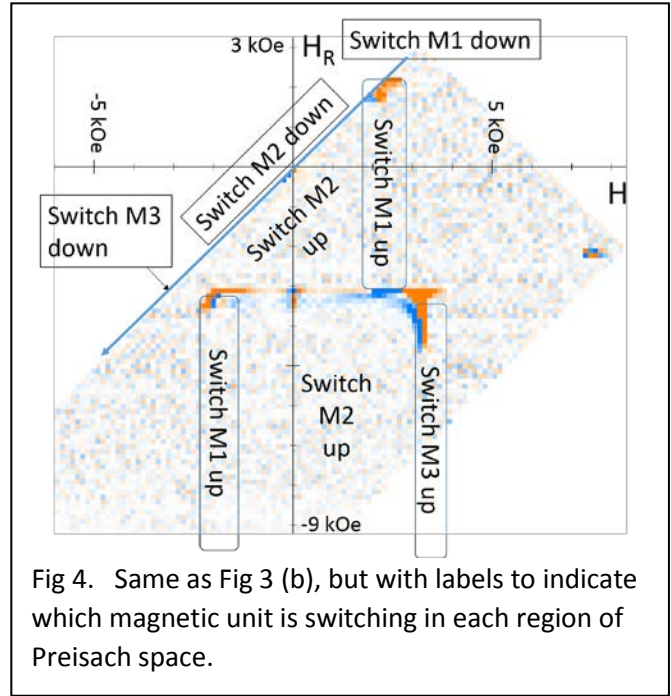 3 kOe
H_R
Switch M1 down
-5 kOe
5 kOe
Switch M2 down
Switch M2
up
Switch M1 up
H
Switch M3
down
Switch M1 up
Switch
M2
up
Switch M3 up
-9 kOe
Fig 4. Same as Fig 3 (b), but with labels to indicate
which magnetic unit is switching in each region of
Preisach space.